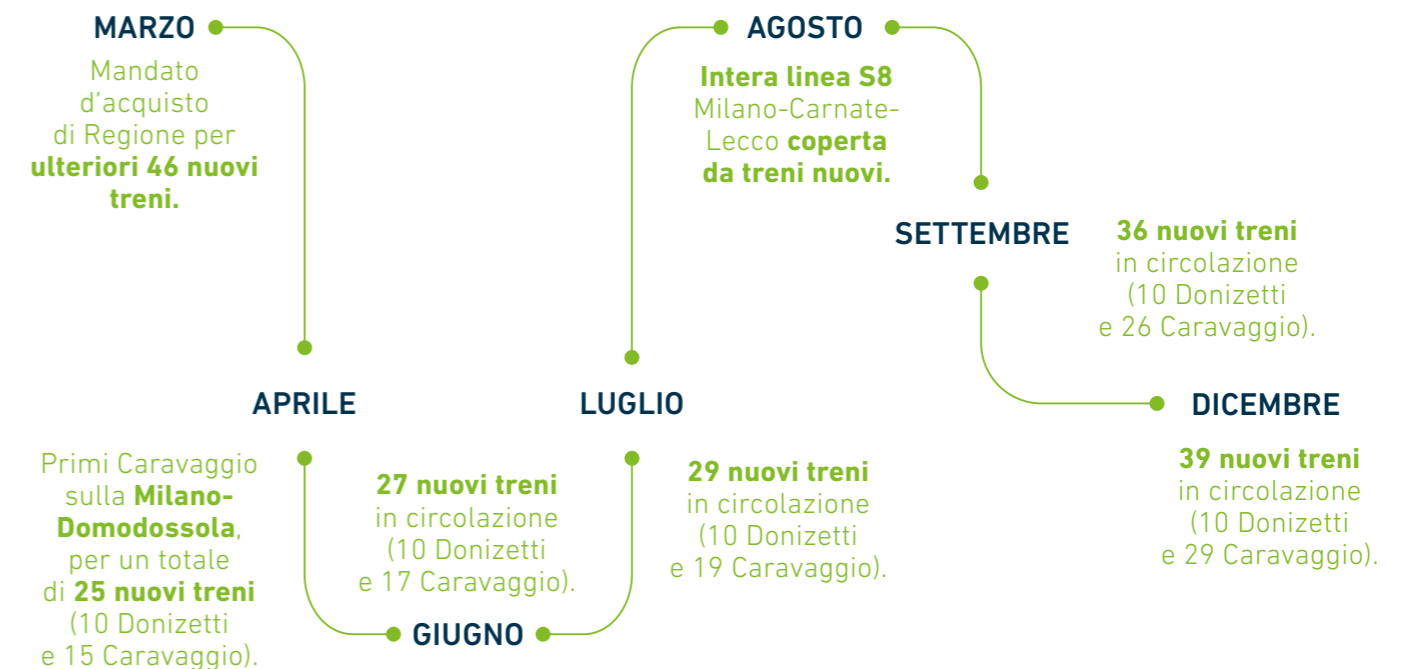 MARZO
Mandato
d’acquisto
di Regione per
ulteriori 46 nuovi
treni.
APRILE
Primi Caravaggio
sulla Milano-
Domodossola,
per un totale
di 25 nuovi treni
(10 Donizetti
e 15 Caravaggio).
27 nuovi treni
in circolazione
(10 Donizetti
e 17 Caravaggio).
GIUGNO
LUGLIO
29 nuovi treni
in circolazione
(10 Donizetti
e 19 Caravaggio).
AGOSTO
Intera linea S8
Milano-Carnate-
Lecco coperta
da treni nuovi.
SETTEMBRE
36 nuovi treni
in circolazione
(10 Donizetti
e 26 Caravaggio).
DICEMBRE
39 nuovi treni
in circolazione
(10 Donizetti
e 29 Caravaggio).